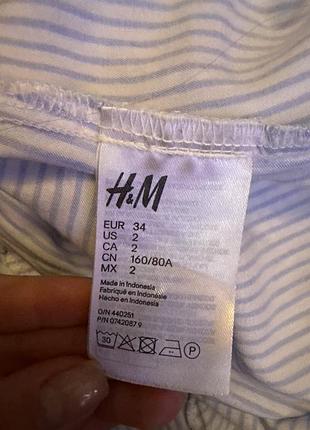 H&M
EUR 34
US 2
CA 2
CN 160/80A
MX 2
Made in Indonesia
Fabriqué en Indonésie
Hecho en Indonesia
O/N 440251
P/N 0742087 9
30 P